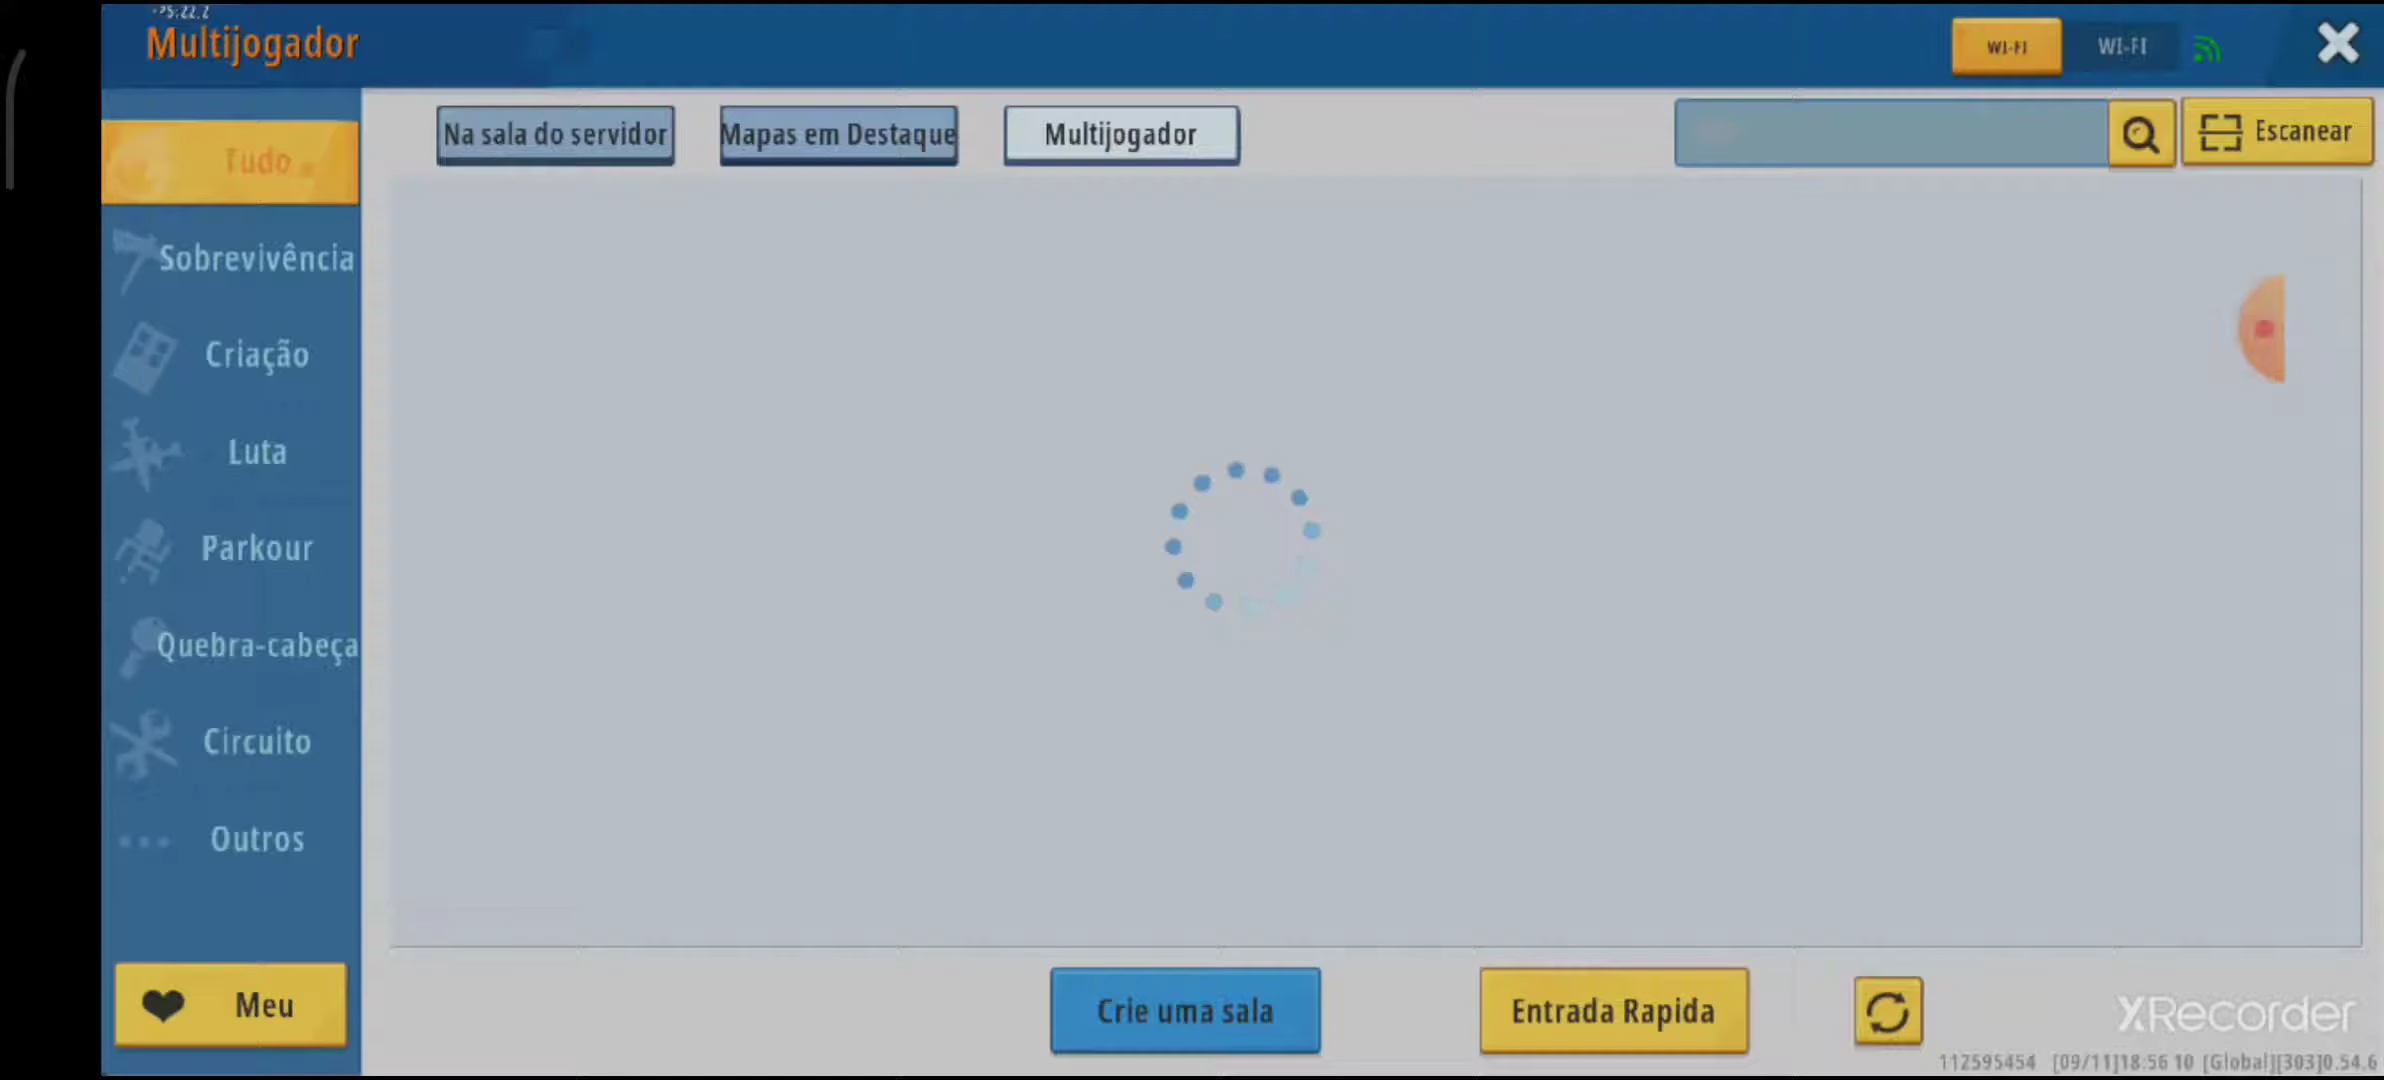 Multijogador
WI-FI
WI-FI
Na sala do servidor
Mapas em Destaque
Multijogador
Escanear
Tudo
Sobrevivência
Criação
Luta
Parkour
Quebra-cabeça
Circuito
Outros
Meu
Crie uma sala
Entrada Rapida
XRecorder
112595454 [09/11]18:56 10 [Global][303]0.54.6